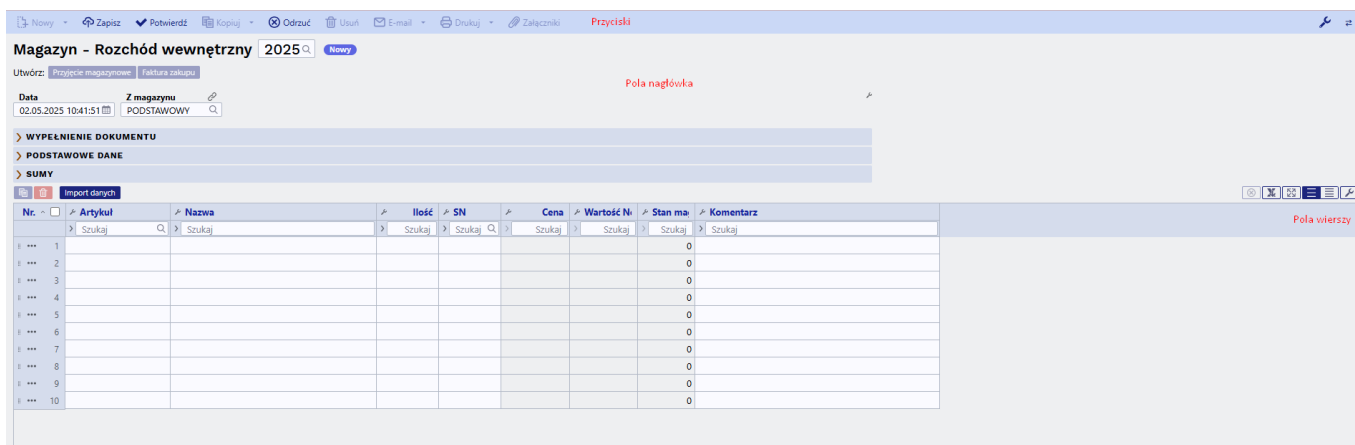 Nowy Zapisz Potwierdź Kopiuj Odrzuć Usuń E-mail Drukuj Załączniki Przyciski
Magazyn - Rozchód wewnętrzny 2025 Nowy
Utwórz: Przyjęcie magazynowe Faktura zakupu
Pola nagłówka
Data Z magazynu
02.05.2025 10:41:51 PODSTAWOWY
WYPEŁNIENIE DOKUMENTU
PODSTAWOWE DANE
SUMY
Import danych
Nr. Artykuł Nazwa Ilość SN Cena Wartość Ne Stan mag Komentarz
Pola wierszy
Szukaj Szukaj Szukaj Szukaj Szukaj Szukaj Szukaj Szukaj
1 0
2 0
3 0
4 0
5 0
6 0
7 0
8 0
9 0
10 0